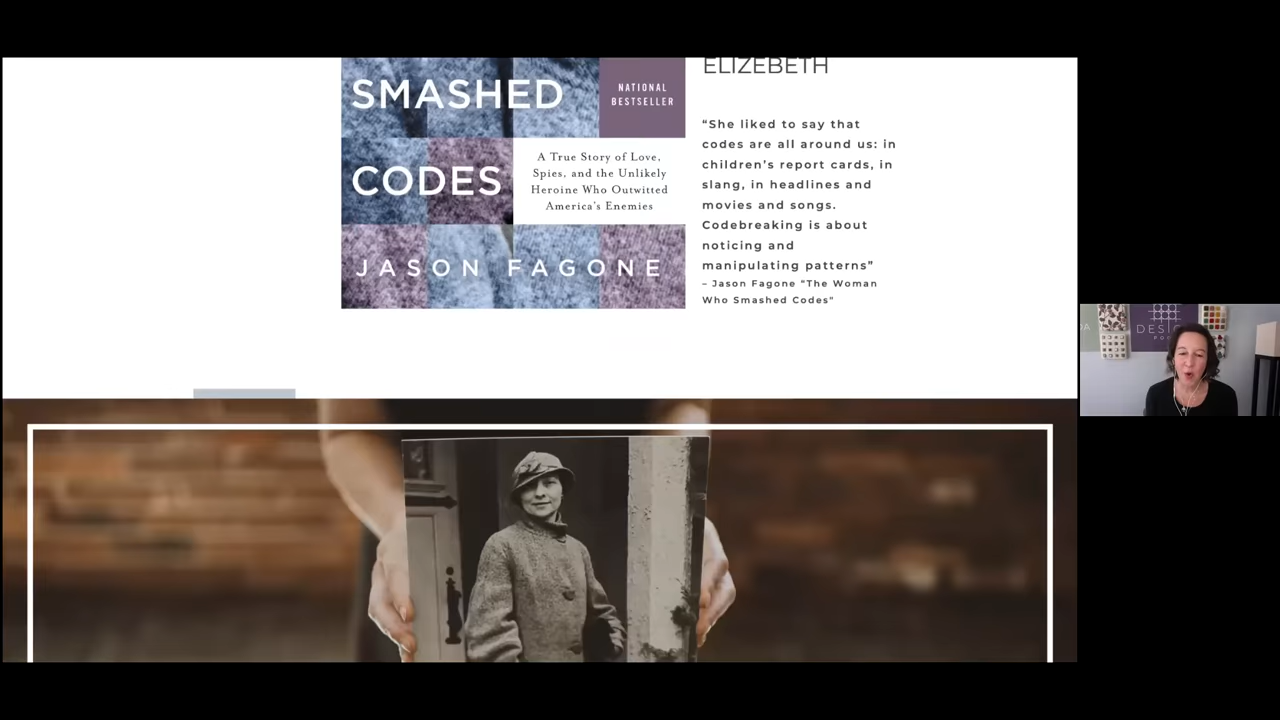 SMASHED
NATIONAL
BESTSELLER
CODES
A True Story of Love,
Spies, and the Unlikely
Heroine Who Outwitted
America's Enemies
JASON FAGONE
ELIZEBETH
“She liked to say that
codes are all around us: in
children’s report cards, in
slang, in headlines and
movies and songs.
Codebreaking is about
noticing and
manipulating patterns”
– Jason Fagone "The Woman
Who Smashed Codes"